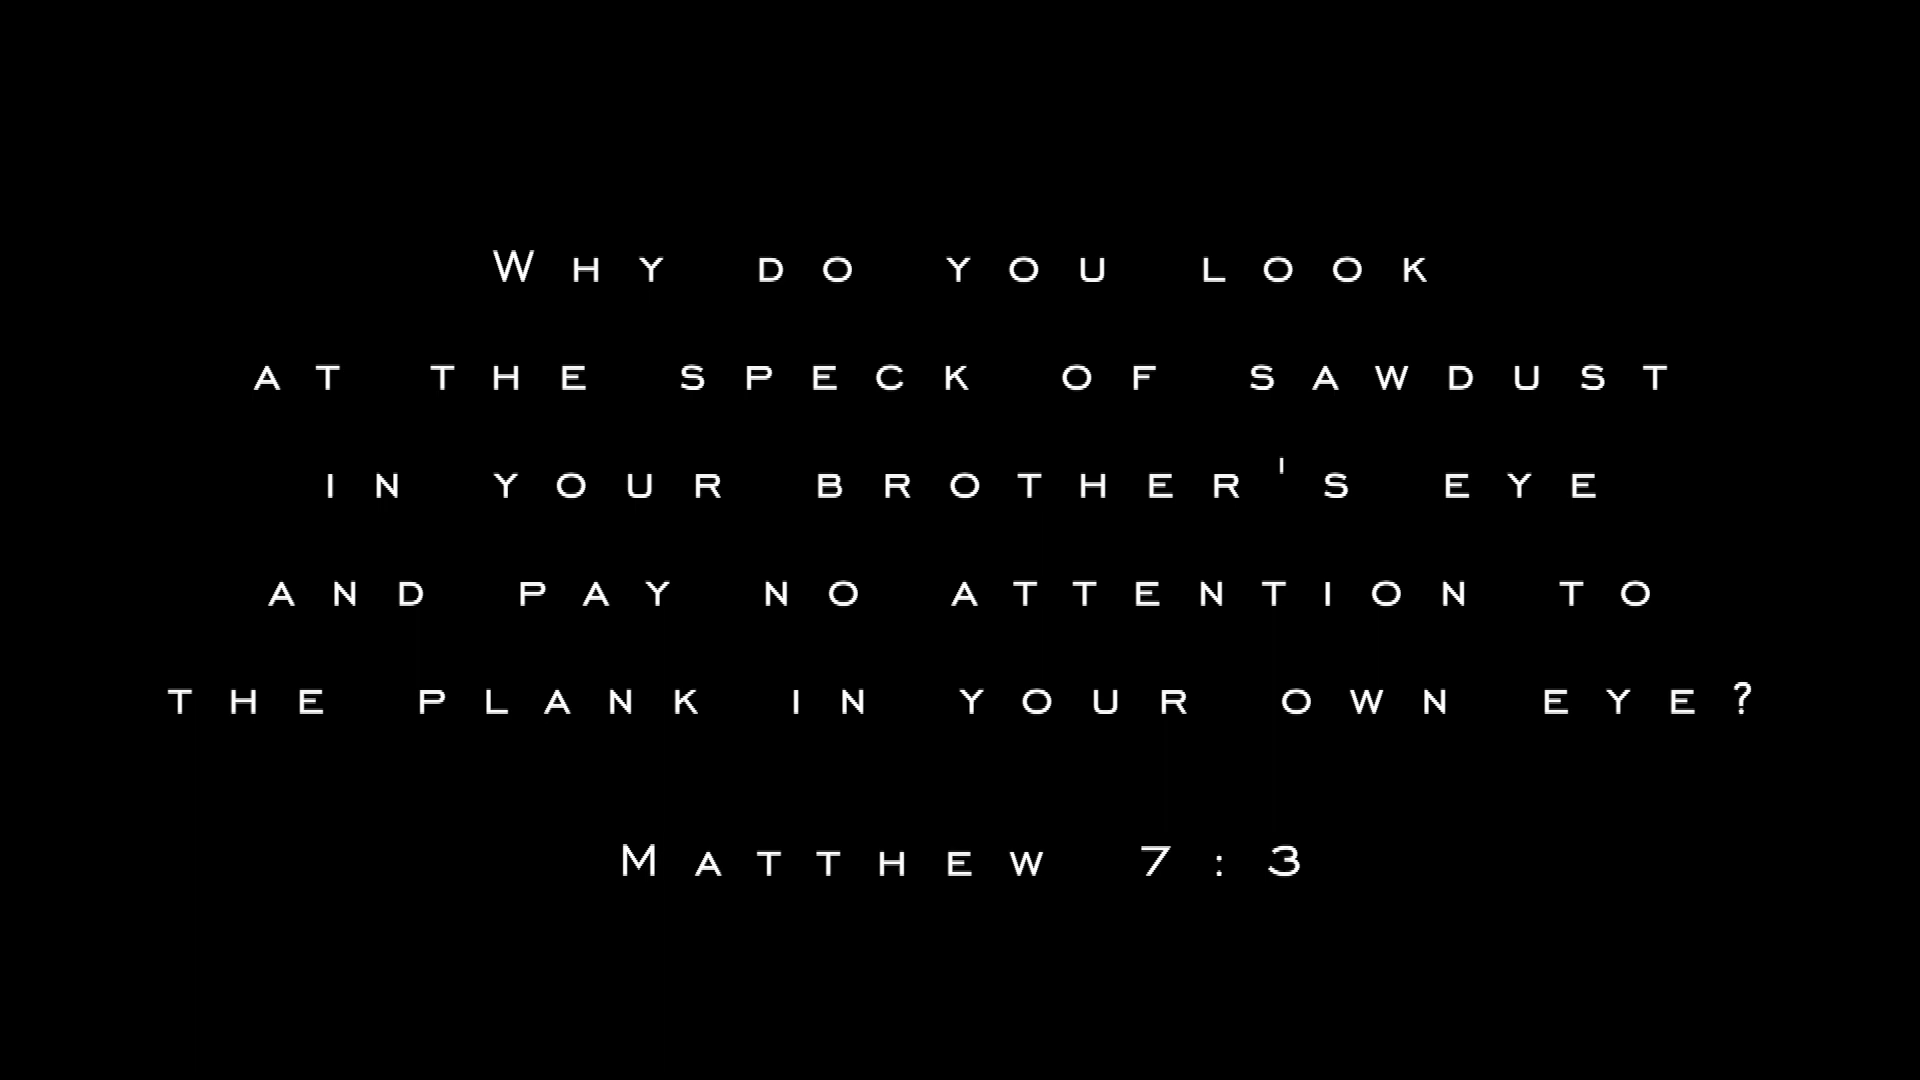 Why do you look
at the speck of sawdust
in your brother's eye
and pay no attention to
the plank in your own eye?
Matthew 7:3